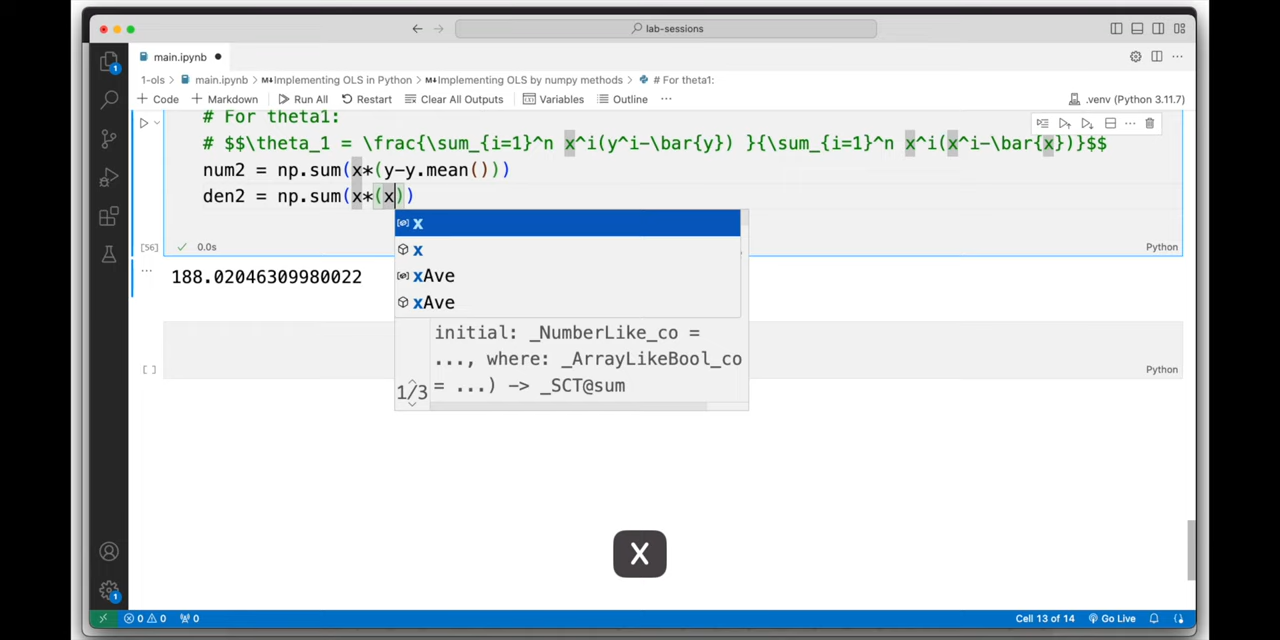 lab-sessions
main.ipynb
1-ols > main.ipynb > Implementing OLS in Python > Implementing OLS by numpy methods > # For theta1:
+ Code + Markdown Run All Restart Clear All Outputs Variables Outline ... .venv (Python 3.11.7)
# For theta1:
# $$\theta_1 = \frac{\sum_{i=1}^n x^i(y^i-\bar{y}) }{\sum_{i=1}^n x^i(x^i-\bar{x})}$$
num2 = np.sum(x*(y-y.mean()))
den2 = np.sum(x*(x))
x
[56] 0.0s Python
x
188.02046309980022
xAve
xAve
initial: _NumberLike_co =
..., where: _ArrayLikeBool_co
1/3 = ...) -> _SCT@sum
[ ] Python
X
0 0 0 Cell 13 of 14 Go Live